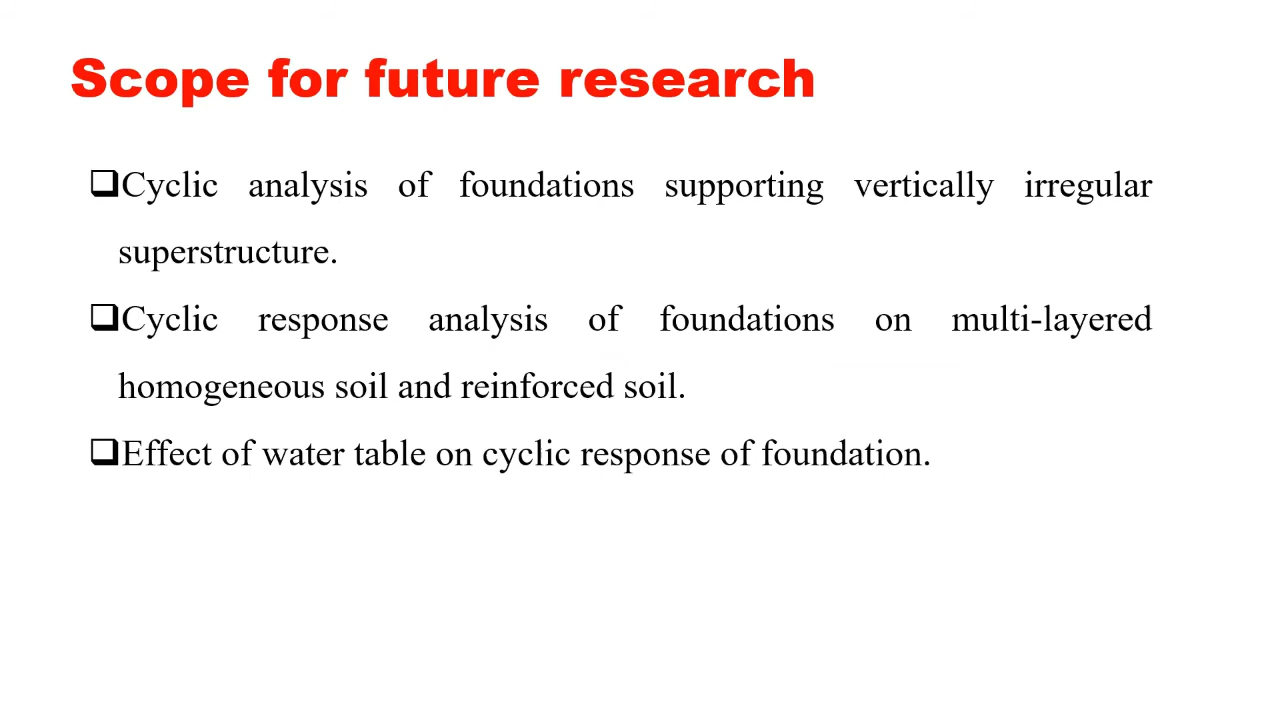 Scope for future research
❑Cyclic analysis of foundations supporting vertically irregular
superstructure.
❑Cyclic response analysis of foundations on multi-layered
homogeneous soil and reinforced soil.
❑Effect of water table on cyclic response of foundation.